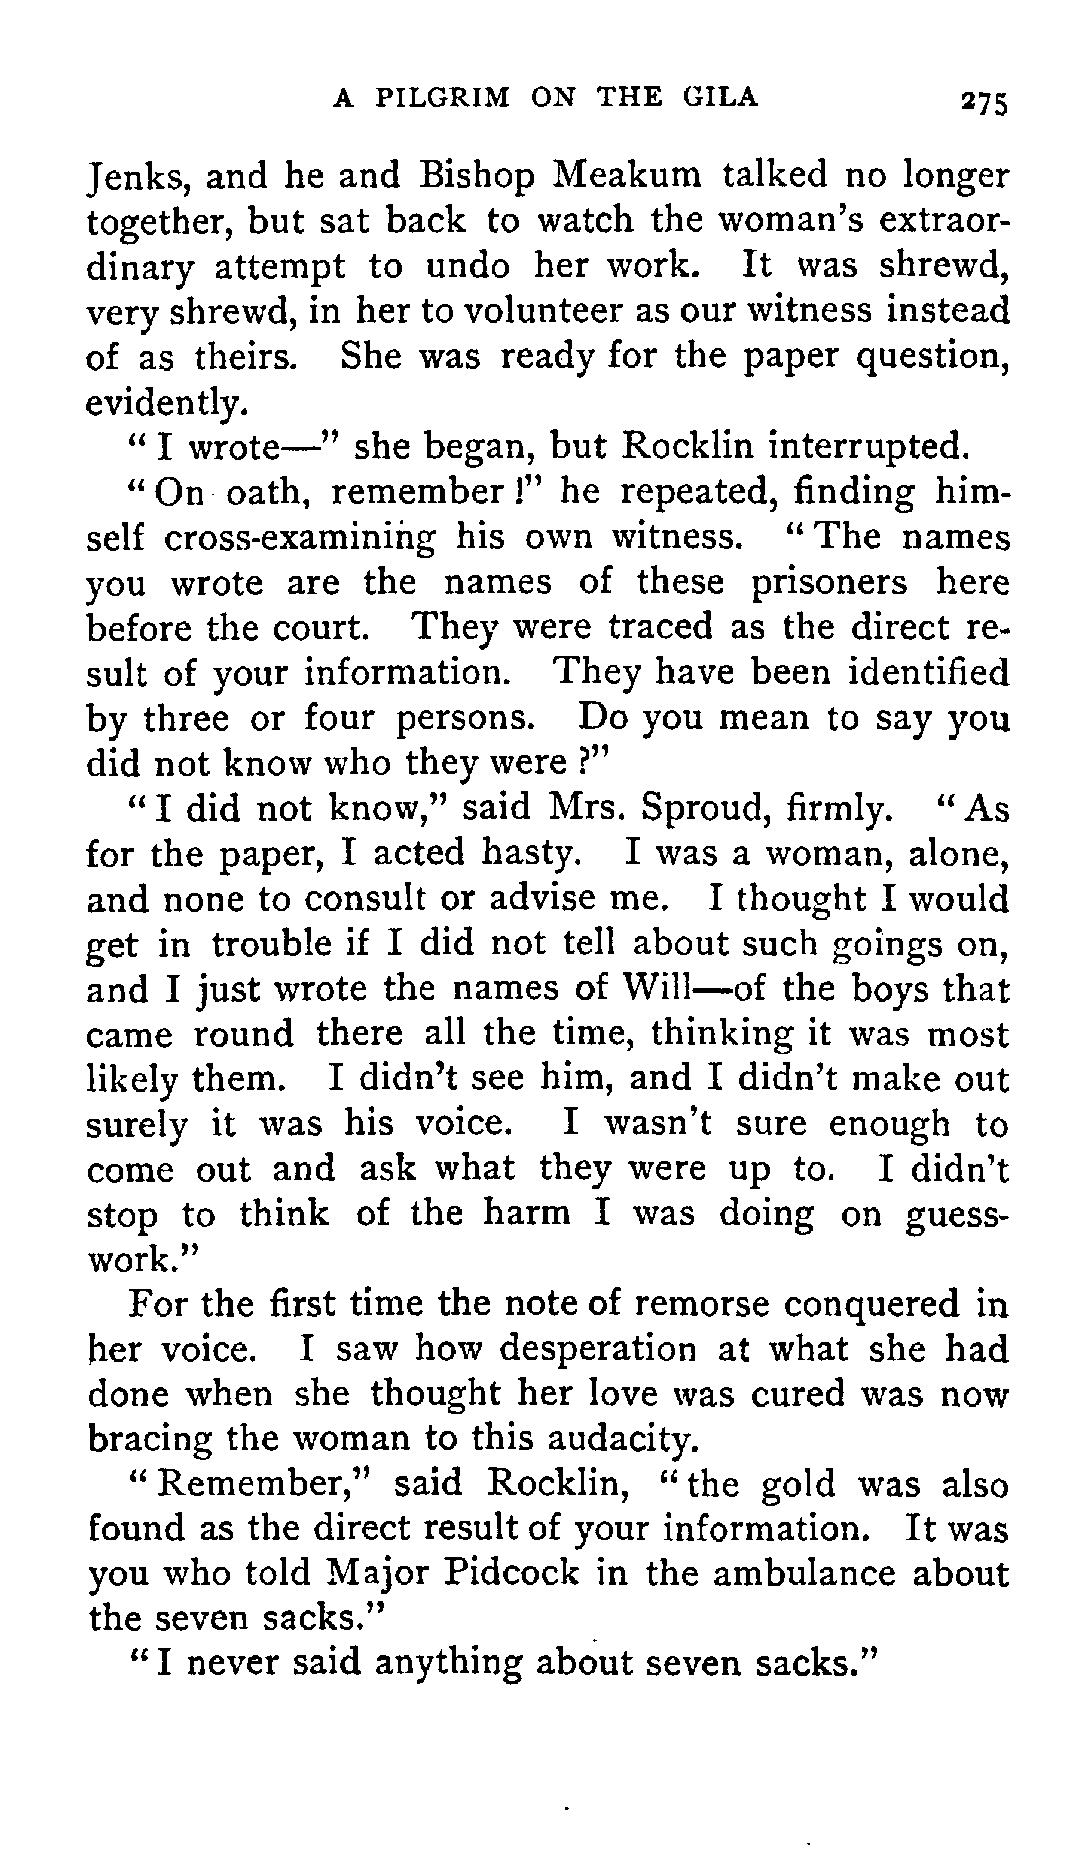 A PILGRIM ON THE GILA 275
Jenks, and he and Bishop Meakum talked no longer
together, but sat back to watch the woman's extraor-
dinary attempt to undo her work. It was shrewd,
very shrewd, in her to volunteer as our witness instead
of as theirs. She was ready for the paper question,
evidently.
"I wrote—" she began, but Rocklin interrupted.
"On oath, remember!" he repeated, finding him-
self cross-examining his own witness. "The names
you wrote are the names of these prisoners here
before the court. They were traced as the direct re-
sult of your information. They have been identified
by three or four persons. Do you mean to say you
did not know who they were?"
"I did not know," said Mrs. Sproud, firmly. "As
for the paper, I acted hasty. I was a woman, alone,
and none to consult or advise me. I thought I would
get in trouble if I did not tell about such goings on,
and I just wrote the names of Will—of the boys that
came round there all the time, thinking it was most
likely them. I didn't see him, and I didn't make out
surely it was his voice. I wasn't sure enough to
come out and ask what they were up to. I didn't
stop to think of the harm I was doing on guess-
work."
For the first time the note of remorse conquered in
her voice. I saw how desperation at what she had
done when she thought her love was cured was now
bracing the woman to this audacity.
"Remember," said Rocklin, "the gold was also
found as the direct result of your information. It was
you who told Major Pidcock in the ambulance about
the seven sacks."
"I never said anything about seven sacks."